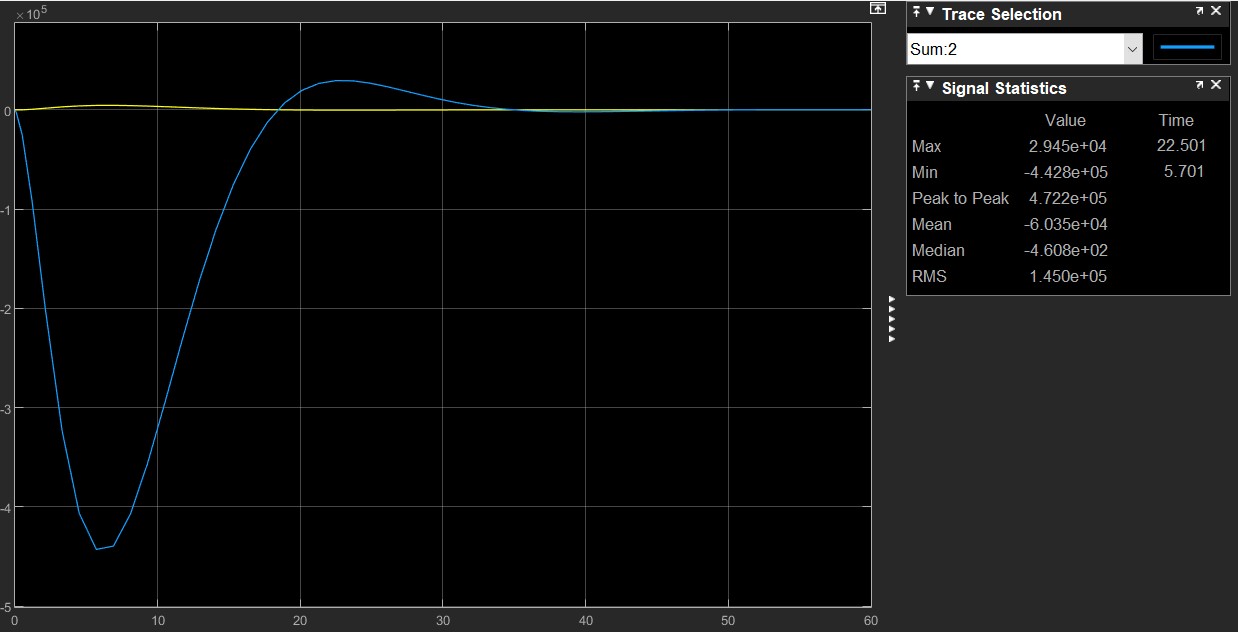 ×10⁵
0
-1
-2
-3
-4
-5
0 10 20 30 40 50 60
Trace Selection
Sum:2
Signal Statistics
Value Time
Max 2.945e+04 22.501
Min -4.428e+05 5.701
Peak to Peak 4.722e+05
Mean -6.035e+04
Median -4.608e+02
RMS 1.450e+05